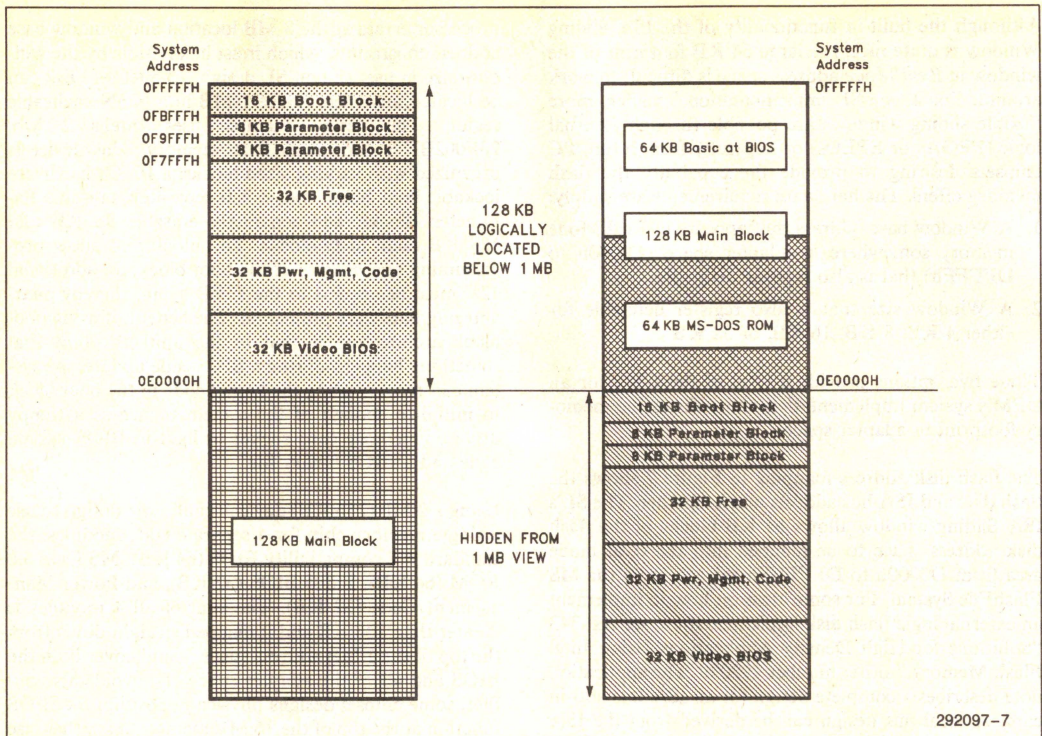 System
Address
0FFFFFH
16 KB Boot Block
0FBFFFH
8 KB Parameter Block
0F9FFFH
8 KB Parameter Block
0F7FFFH
32 KB Free
32 KB Pwr, Mgmt, Code
32 KB Video BIOS
0E0000H
128 KB Main Block
128 KB
LOGICALLY
LOCATED
BELOW 1 MB
HIDDEN FROM
1 MB VIEW
System
Address
0FFFFFH
64 KB Basic at BIOS
128 KB Main Block
64 KB MS-DOS ROM
0E0000H
16 KB Boot Block
8 KB Parameter Block
8 KB Parameter Block
32 KB Free
32 KB Pwr, Mgmt, Code
32 KB Video BIOS
292097-7